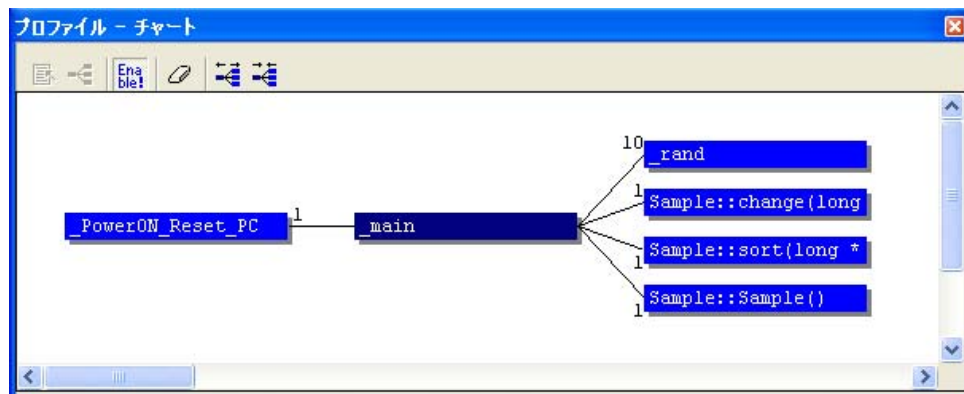 プロファイル - チャート
Ena
ble!
10
_rand
1
Sample::change(long
_PowerON_Reset_PC
1
_main
Sample::sort(long *
1
Sample::Sample()
1